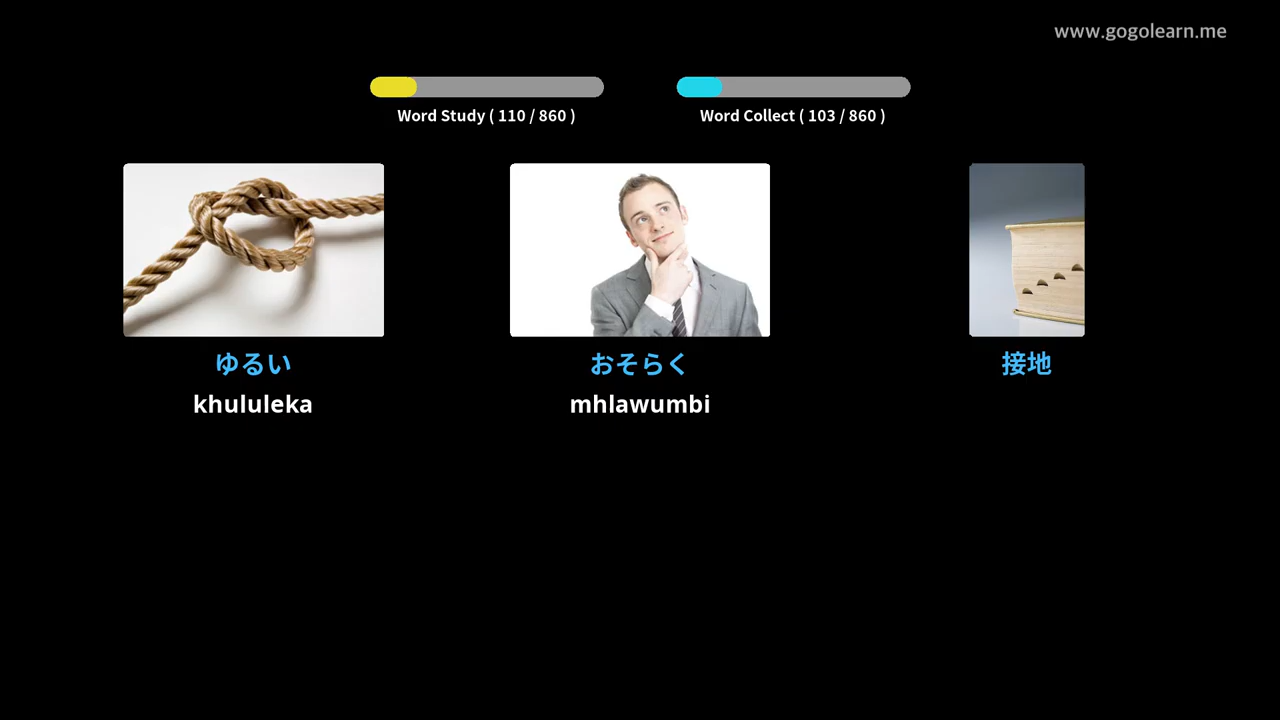 www.gogolearn.me
Word Study ( 110 / 860 )
Word Collect ( 103 / 860 )
ゆるい
khululeka
おそらく
mhlawumbi
接地